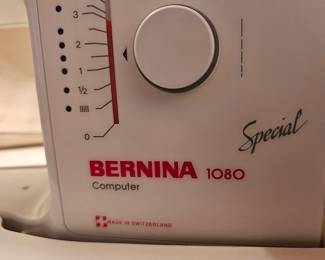 3
2
1
½
0
Special
BERNINA 1080
Computer
MADE IN SWITZERLAND